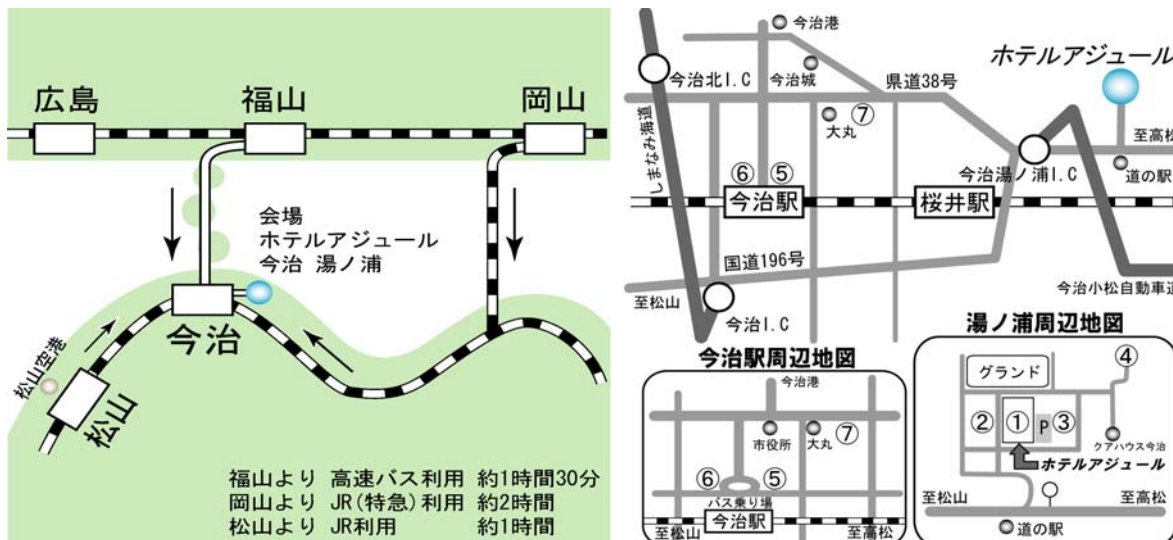 広島
福山
岡山
会場
ホテルアジュール
今治 湯ノ浦
今治
松山空港
松山
福山より 高速バス利用 約1時間30分
岡山より JR(特急)利用 約2時間
松山より JR利用 約1時間
今治港
ホテルアジュール
今治北I.C
今治城
県道38号
しまなみ海道
大丸
⑦
至高松
今治湯ノ浦I.C
道の駅
⑥
⑤
今治駅
桜井駅
国道196号
至松山
今治I.C
今治小松自動車道
今治駅周辺地図
今治港
市役所
大丸
⑦
⑥
⑤
バス乗り場
今治駅
至松山
至高松
湯ノ浦周辺地図
グランド
④
②
①
P
③
クアハウス今治
ホテルアジュール
至松山
至高松
道の駅